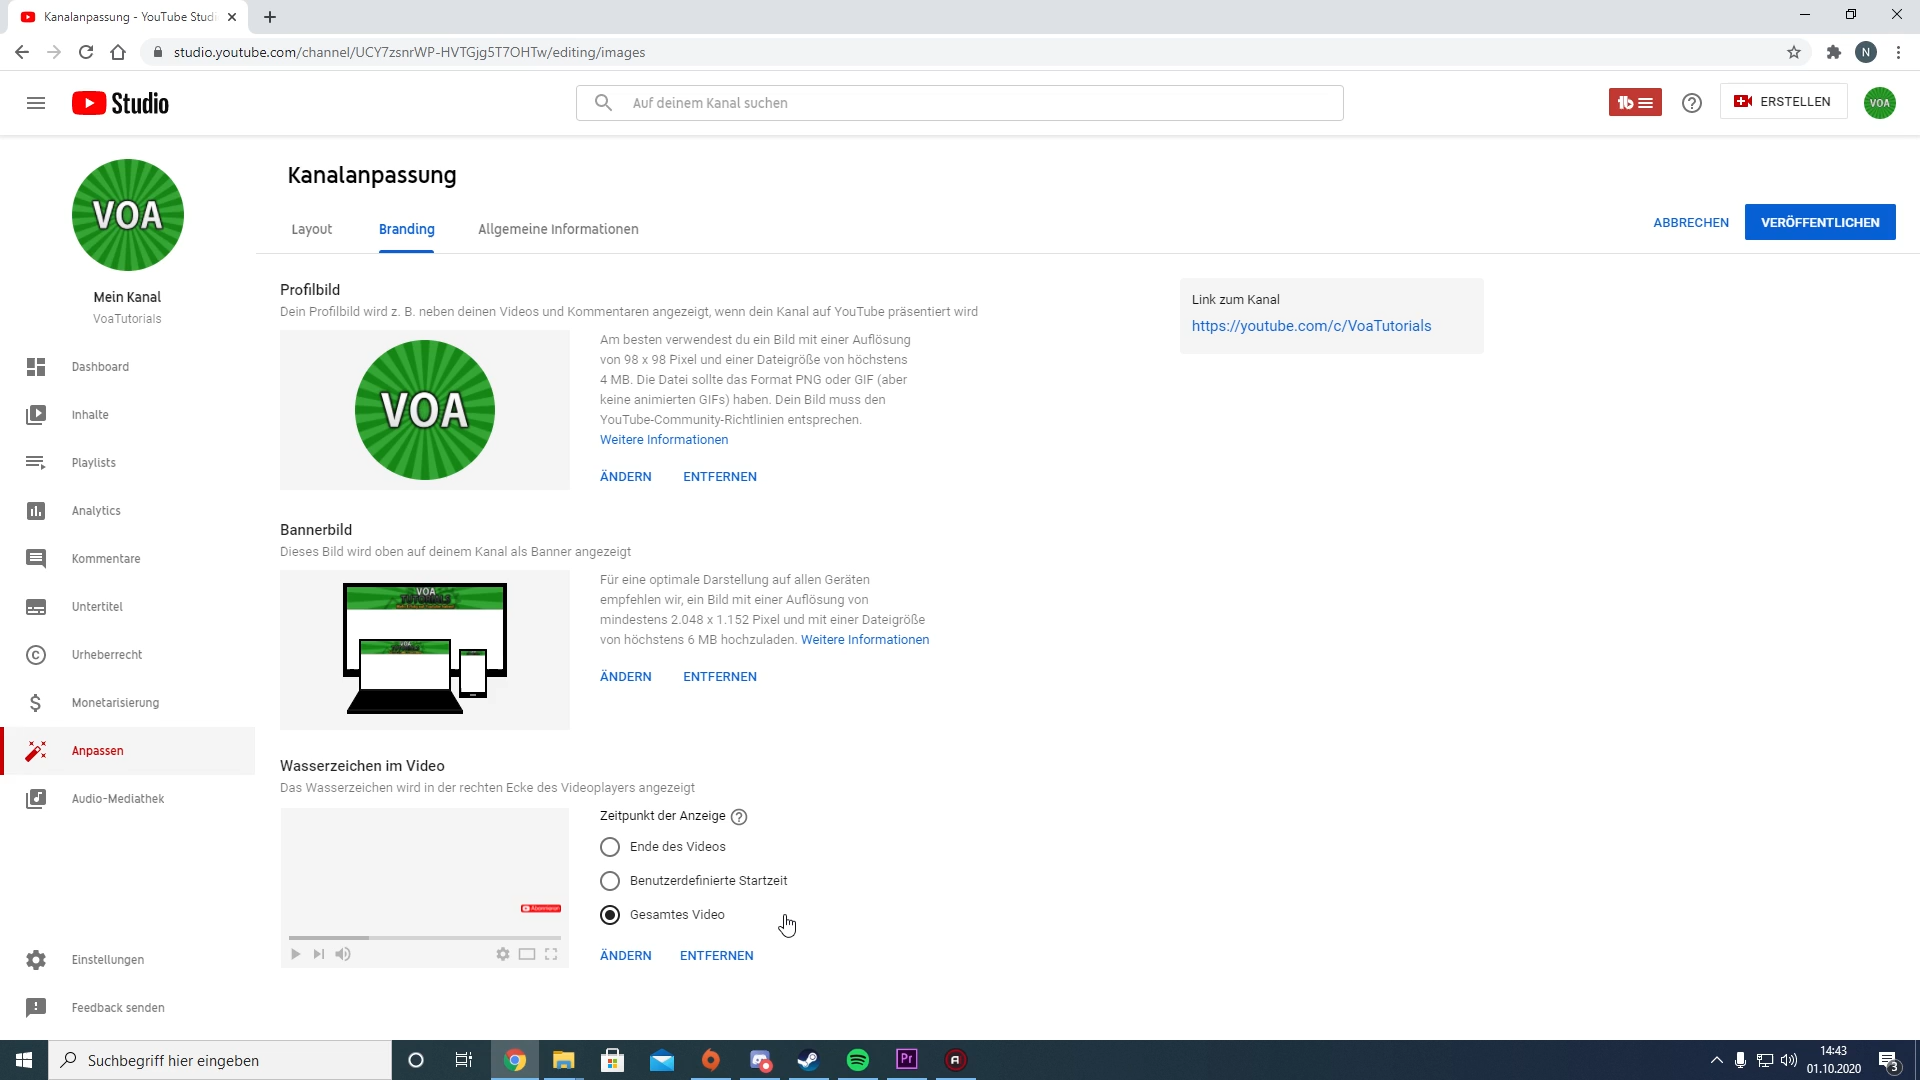 Kanalanpassung - YouTube Studi
studio.youtube.com/channel/UCY7zsnrWP-HVTGjg5T7OHTw/editing/images
N
Studio
Auf deinem Kanal suchen
ERSTELLEN
VOA
VOA
Mein Kanal
VoaTutorials
Dashboard
Inhalte
Playlists
Analytics
Kommentare
Untertitel
Urheberrecht
Monetarisierung
Anpassen
Audio-Mediathek
Einstellungen
Feedback senden
Kanalanpassung
Layout
Branding
Allgemeine Informationen
ABBRECHEN
VERÖFFENTLICHEN
Profilbild
Dein Profilbild wird z. B. neben deinen Videos und Kommentaren angezeigt, wenn dein Kanal auf YouTube präsentiert wird
VOA
Am besten verwendest du ein Bild mit einer Auflösung
von 98 x 98 Pixel und einer Dateigröße von höchstens
4 MB. Die Datei sollte das Format PNG oder GIF (aber
keine animierten GIFs) haben. Dein Bild muss den
YouTube-Community-Richtlinien entsprechen.
Weitere Informationen
ÄNDERN
ENTFERNEN
Link zum Kanal
https://youtube.com/c/VoaTutorials
Bannerbild
Dieses Bild wird oben auf deinem Kanal als Banner angezeigt
VOA
TUTORIALS
Für eine optimale Darstellung auf allen Geräten
empfehlen wir, ein Bild mit einer Auflösung von
mindestens 2.048 x 1.152 Pixel und mit einer Dateigröße
von höchstens 6 MB hochzuladen. Weitere Informationen
ÄNDERN
ENTFERNEN
Wasserzeichen im Video
Das Wasserzeichen wird in der rechten Ecke des Videoplayers angezeigt
Zeitpunkt der Anzeige
Ende des Videos
Benutzerdefinierte Startzeit
Gesamtes Video
ÄNDERN
ENTFERNEN
Suchbegriff hier eingeben
Pr
14:43
01.10.2020
3